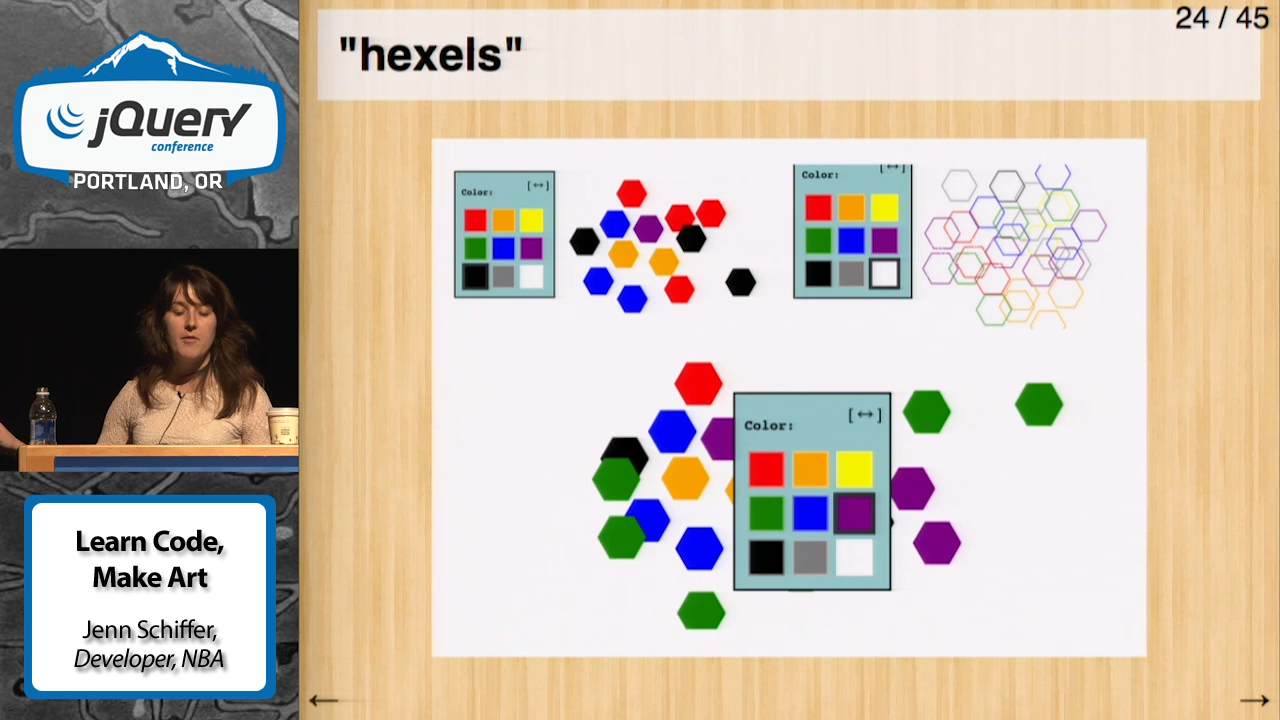 jQuery
conference
PORTLAND, OR
Learn Code,
Make Art
Jenn Schiffer,
Developer, NBA
24 / 45
"hexels"
[↔]
Color:
[↔]
Color:
[↔]
Color:
←
→